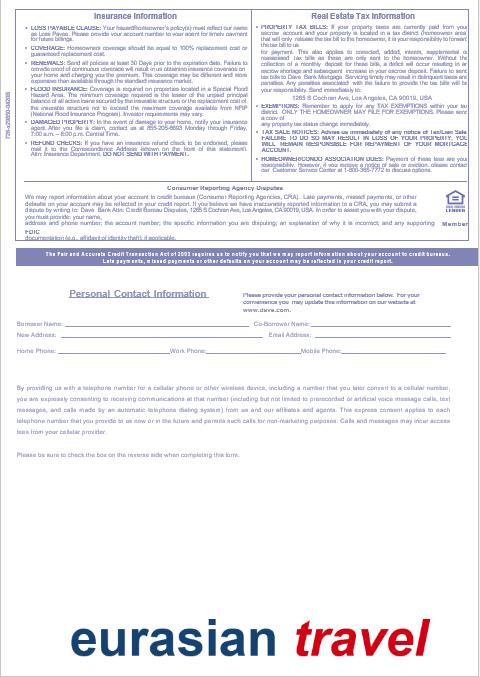 Insurance Information
• LOSS PAYABLE CLAUSE: Your insured/homeowner's policy(s) must reflect our name
as Loss Payee. Please provide your account number to your agent for timely payment
for future billings.
• COVERAGE: Homeowners coverage should be equal to 100% replacement cost or
guaranteed replacement cost.
• RENEWALS: Send all policies at least 30 Days prior to the expiration date. Failure to
provide proof of continuous coverage will result in us obtaining insurance coverage on
your home and charging you the premium. This coverage may be different and more
expensive than available through the standard insurance market.
• FLOOD INSURANCE: Coverage is required on properties located in a Special Flood
Hazard Area. The minimum coverage required is the lesser of the unpaid principal
balance of all active loans secured by the insurable structure or the replacement cost of
the insurable structure not to exceed the maximum coverage available from NFIP
(National Flood Insurance Program). Investor requirements may vary.
• DAMAGED PROPERTY: In the event of damage to your home, notify your insurance
agent. After you file a claim, contact us at 855-205-6893 Monday through Friday,
7:00 a.m. – 8:00 p.m. Central Time.
• REFUND CHECKS: If you have an insurance refund check to be endorsed, please
mail it to the Correspondence Address located on the front of this statement.
Attn: Insurance Department. DO NOT SEND WITH PAYMENT.
Real Estate Tax Information
• PROPERTY TAX BILLS: If your property taxes are currently paid from your
escrow account and your property is located in a tax district (homeowner area)
that will only release the tax bill to the homeowner, it is your responsibility to forward
the tax bill to us
for payment. This also applies to corrected, added, interim, supplemental is
reassessed tax bills as these are only sent to the homeowner. Without the
collection of a monthly deposit for these bills, a deficit will occur resulting in an
escrow shortage and subsequent increase in escrow deposit. Failure to sent
tax bills to Dave Bank Mortgage Servicing timely may result in delinquent taxes and
penalties. Any penalties associated with failure to provide the tax bills will be
your responsibility. Send tax bills to:
1265 S Cochran Ave, Los Angeles, CA 90019, USA
• EXEMPTIONS: Remember to apply for any TAX EXEMPTIONS within your tax
district. ONLY THE HOMEOWNER MAY FILE FOR EXEMPTIONS. Please send
a copy of
any property tax status change immediately.
• TAX SALE NOTICES: Advise us immediately of any notice of Tax/Lien Sale.
FAILURE TO DO SO MAY RESULT IN LOSS OF YOUR PROPERTY. YOU
WILL REMAIN RESPONSIBLE FOR REPAYMENT OF YOUR MORTGAGE
ACCOUNT.
• HOMEOWNER/CONDO ASSOCIATION DUES: Payment of these fees are your
responsibility. However, if you receive a notice of sale or condition, please contact
our Customer Service Center at 1-800-365-7772 to discuss options.
Consumer Reporting Agency Disputes
We may report information about your account to credit bureaus (Consumer Reporting Agency, CRA). Late payments, missed payments, or other
defaults on your account may be reflected in your credit report. If you believe we have inaccurately reported information to a CRA, you may submit a
dispute by writing to: Dave Bank Attn: Credit Bureau Disputes, 1265 S Cochran Ave, Los Angeles, CA,90019, USA. In order to assist you with your dispute,
you must provide: your name,
address and phone number; the account number; the specific information you are disputing; an explanation of why it is incorrect; and any supporting
documentation (e.g., affidavit of identity theft), if applicable.
LENDER
Member
FDIC
The Fair and Accurate Credit Transaction Act of 2003 requires us to notify you that we may report information about your account to credit bureaus.
Late payments, missed payments or other defaults on your account may be reflected in your credit report.
Personal Contact Information
Please provide your personal contact information below. For your
convenience you may update this information on our website at
www.dave.com.
Borrower Name:
Co-Borrower Name:
New Address:
Email Address:
Home Phone:
Work Phone:
Mobile Phone:
By providing us with a telephone number for a cellular phone or other wireless device, including a number that you later convert to a cellular number,
you are expressly consenting to receiving communications at that number (including but not limited to prerecorded or artificial voice message calls, text
messages, and calls made by an automatic telephone dialing system) from us and our affiliates and agents. This express consent applies to each
telephone number that you provide to us now or in the future and permits such calls for non-marketing purposes. Calls and messages may incur access
fees from your cellular provider.
Please be sure to check the box on the reverse side when completing this form.
eurasian travel